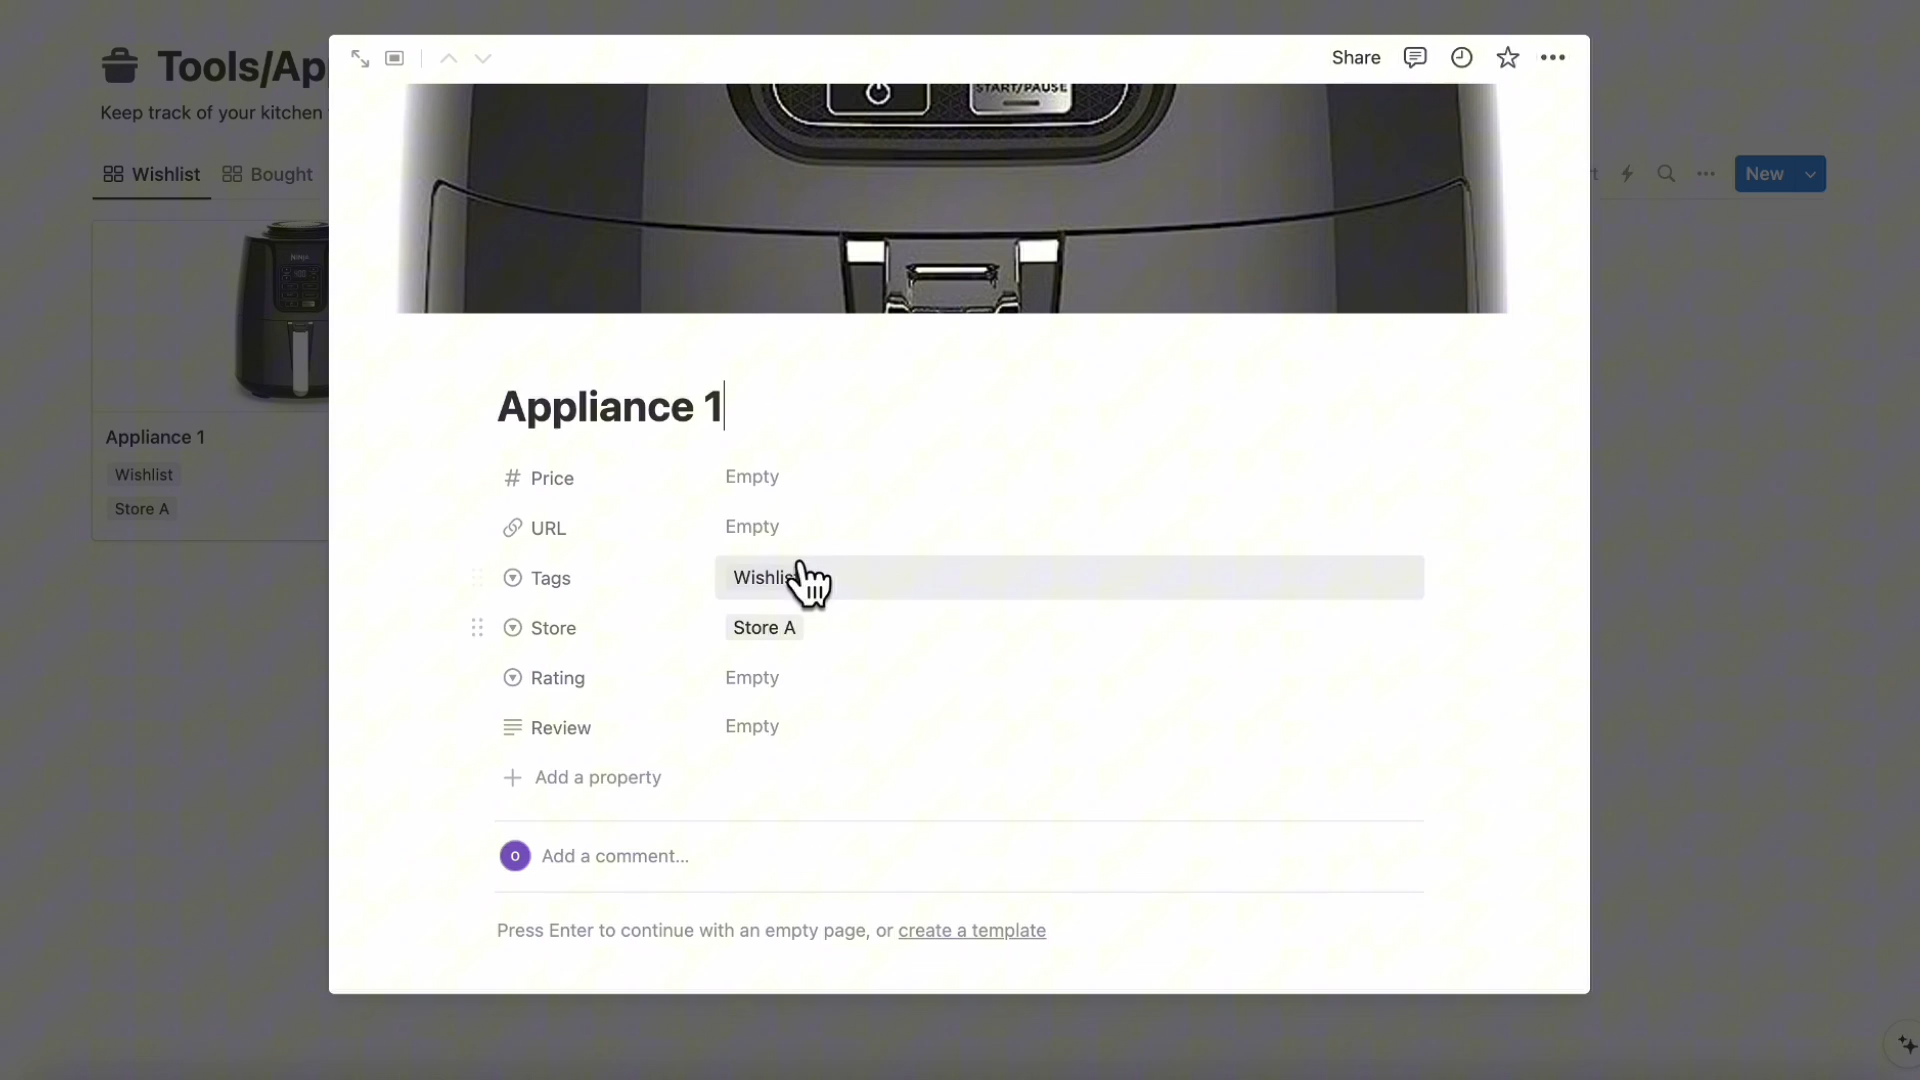 Tools/Ap
Keep track of your kitchen
Wishlist
Bought
New
Ninja
Appliance 1
Wishlist
Store A
Share
START/PAUSE
Appliance 1
Price
Empty
URL
Empty
Tags
Wishlis
Store
Store A
Rating
Empty
Review
Empty
Add a property
O
Add a comment...
Press Enter to continue with an empty page, or create a template